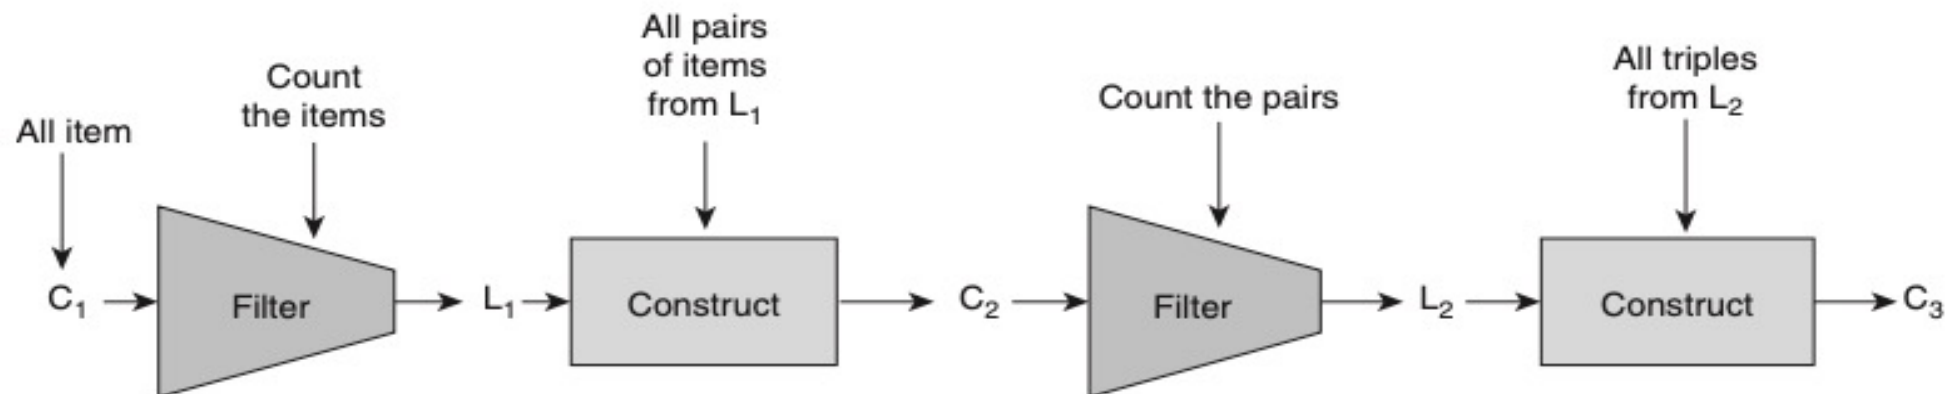 All item
Count
the items
All pairs
of items
from L₁
Count the pairs
All triples
from L₂
C₁
Filter
L₁
Construct
C₂
Filter
L₂
Construct
C₃